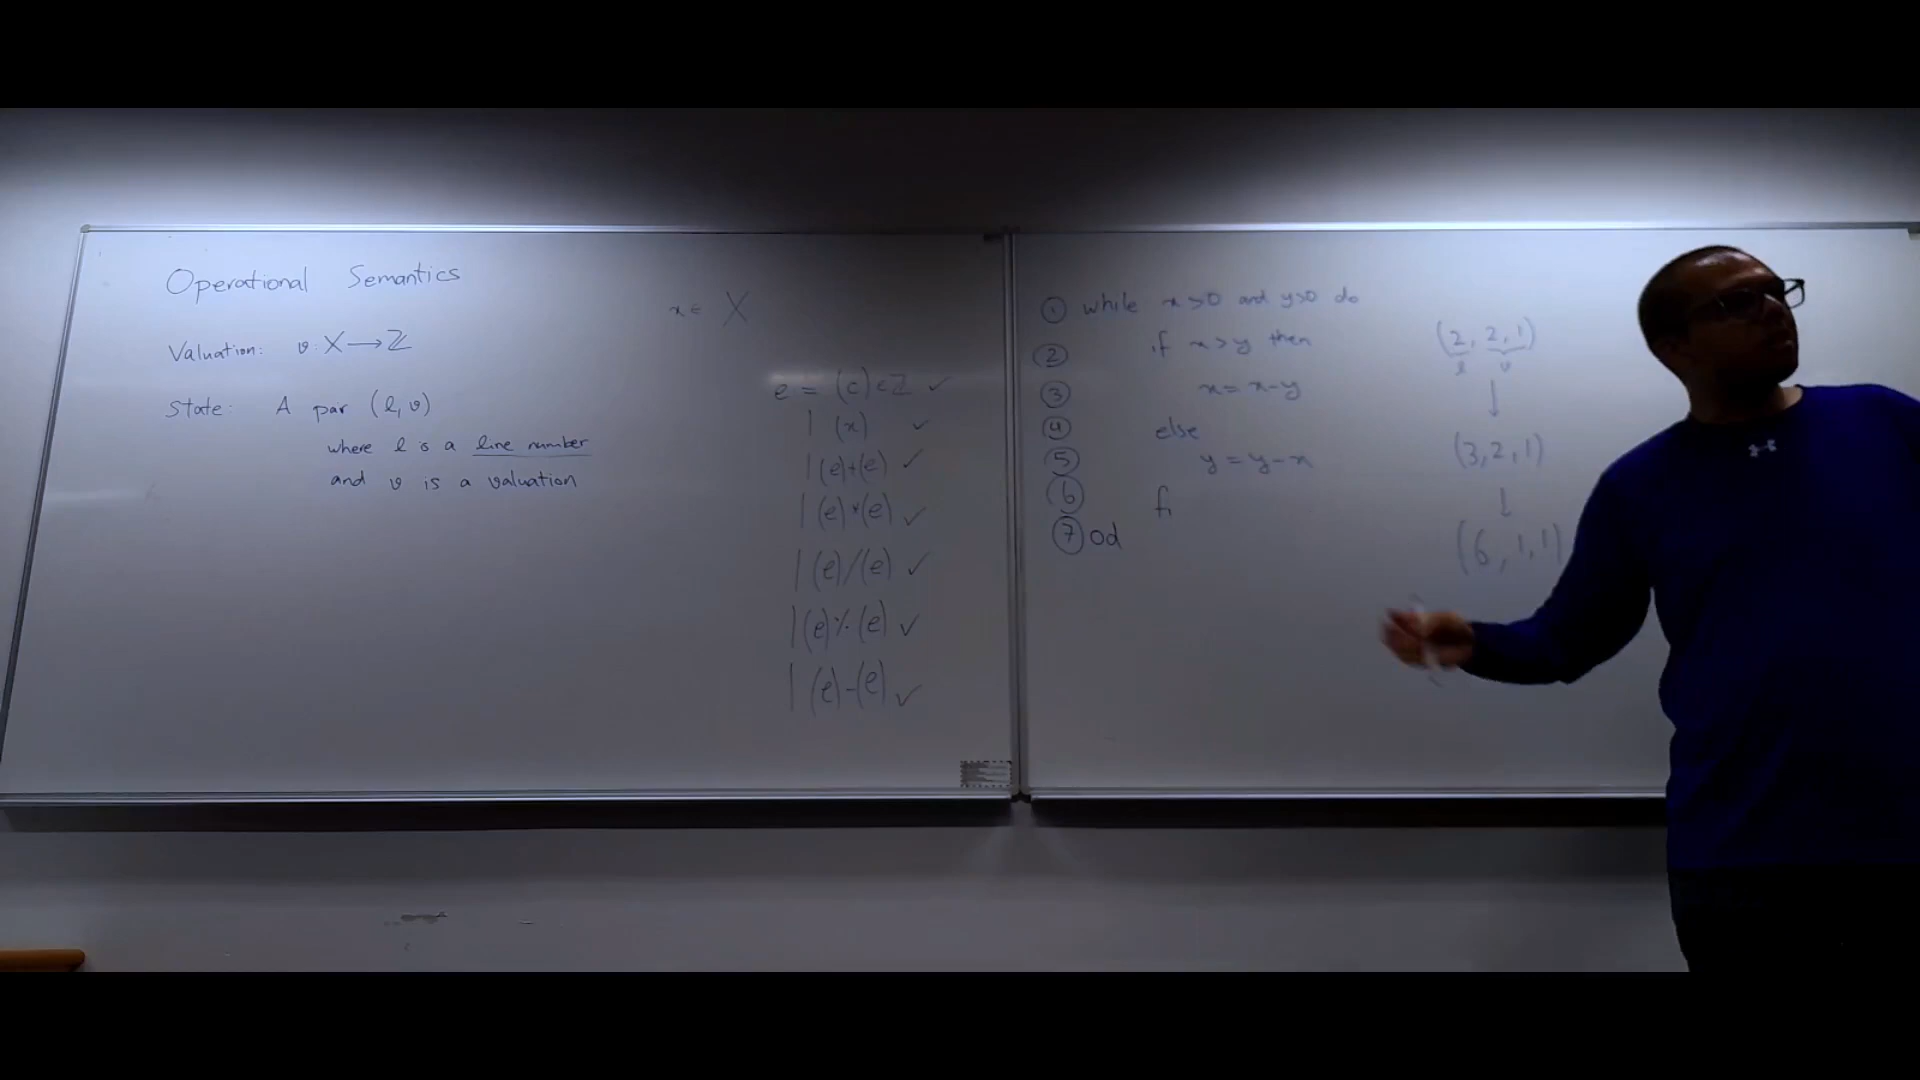 Operational Semantics
Valuation: v: X → ℤ
State: A par (l, v)
where l is a line number
and v is a valuation
x ∈ X
e = (c) ∈ ℤ ✓
| (x) ✓
| (e)+(e) ✓
| (e)*(e) ✓
| (e)/(e) ✓
| (e)%(e) ✓
| (e)-(e) ✓
① while x>0 and y>0 do
② if x>y then
③ x = x-y
④ else
⑤ y = y-x
⑥ fi
⑦ od
(2, 2, 1)
l v
↓
(3, 2, 1)
↓
(6, 1, 1)